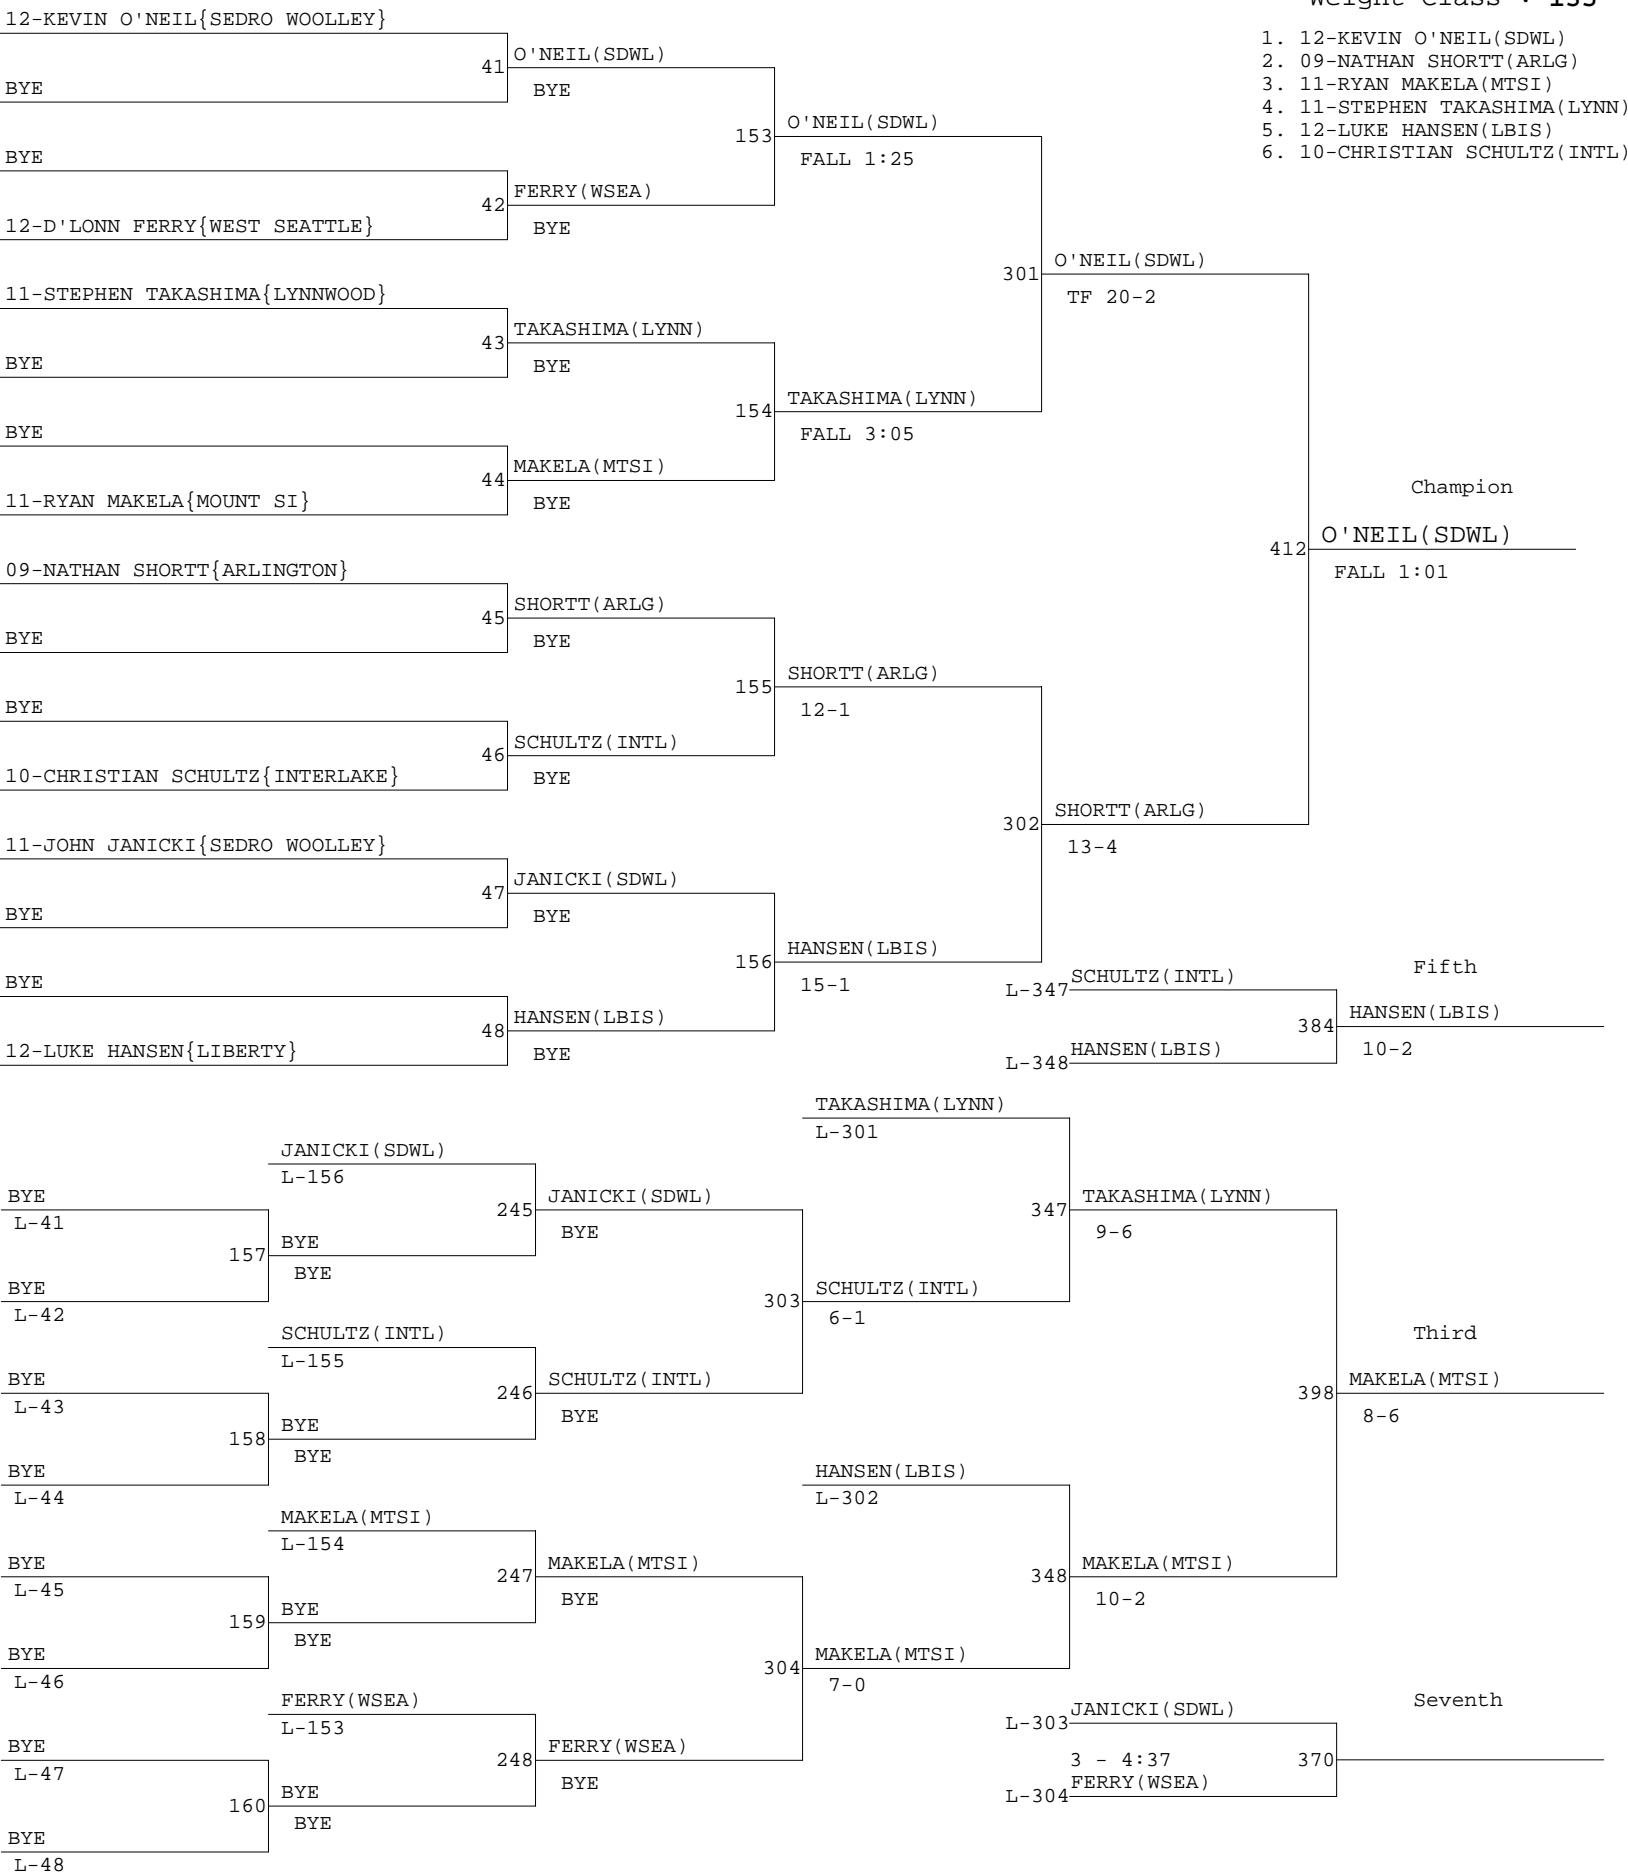 Weight Class : 135
1. 12-KEVIN O'NEIL(SDWL)
2. 09-NATHAN SHORTT(ARLG)
3. 11-RYAN MAKELA(MTSI)
4. 11-STEPHEN TAKASHIMA(LYNN)
5. 12-LUKE HANSEN(LBIS)
6. 10-CHRISTIAN SCHULTZ(INTL)
12-KEVIN O'NEIL{SEDRO WOOLLEY}
41
BYE
BYE
42
12-D'LONN FERRY{WEST SEATTLE}
11-STEPHEN TAKASHIMA{LYNNWOOD}
43
BYE
BYE
44
11-RYAN MAKELA{MOUNT SI}
09-NATHAN SHORTT{ARLINGTON}
45
BYE
BYE
46
10-CHRISTIAN SCHULTZ{INTERLAKE}
11-JOHN JANICKI{SEDRO WOOLLEY}
47
BYE
BYE
48
12-LUKE HANSEN{LIBERTY}
O'NEIL(SDWL)
BYE
153
FERRY(WSEA)
BYE
TAKASHIMA(LYNN)
BYE
154
MAKELA(MTSI)
BYE
SHORTT(ARLG)
BYE
155
SCHULTZ(INTL)
BYE
JANICKI(SDWL)
BYE
156
HANSEN(LBIS)
BYE
O'NEIL(SDWL)
FALL 1:25
301
TAKASHIMA(LYNN)
FALL 3:05
SHORTT(ARLG)
12-1
302
HANSEN(LBIS)
15-1
O'NEIL(SDWL)
TF 20-2
412
SHORTT(ARLG)
13-4
Champion
O'NEIL(SDWL)
FALL 1:01
Fifth
L-347
SCHULTZ(INTL)
384
L-348
HANSEN(LBIS)
HANSEN(LBIS)
10-2
BYE
L-41
157
BYE
L-42
BYE
L-43
158
BYE
L-44
BYE
L-45
159
BYE
L-46
BYE
L-47
160
BYE
L-48
JANICKI(SDWL)
L-156
245
BYE
BYE
SCHULTZ(INTL)
L-155
246
BYE
BYE
MAKELA(MTSI)
L-154
247
BYE
BYE
FERRY(WSEA)
L-153
248
BYE
BYE
JANICKI(SDWL)
BYE
303
SCHULTZ(INTL)
BYE
MAKELA(MTSI)
BYE
304
FERRY(WSEA)
BYE
TAKASHIMA(LYNN)
L-301
347
SCHULTZ(INTL)
6-1
HANSEN(LBIS)
L-302
348
MAKELA(MTSI)
7-0
TAKASHIMA(LYNN)
9-6
398
MAKELA(MTSI)
10-2
Third
MAKELA(MTSI)
8-6
Seventh
L-303
JANICKI(SDWL)
3 - 4:37
370
L-304
FERRY(WSEA)